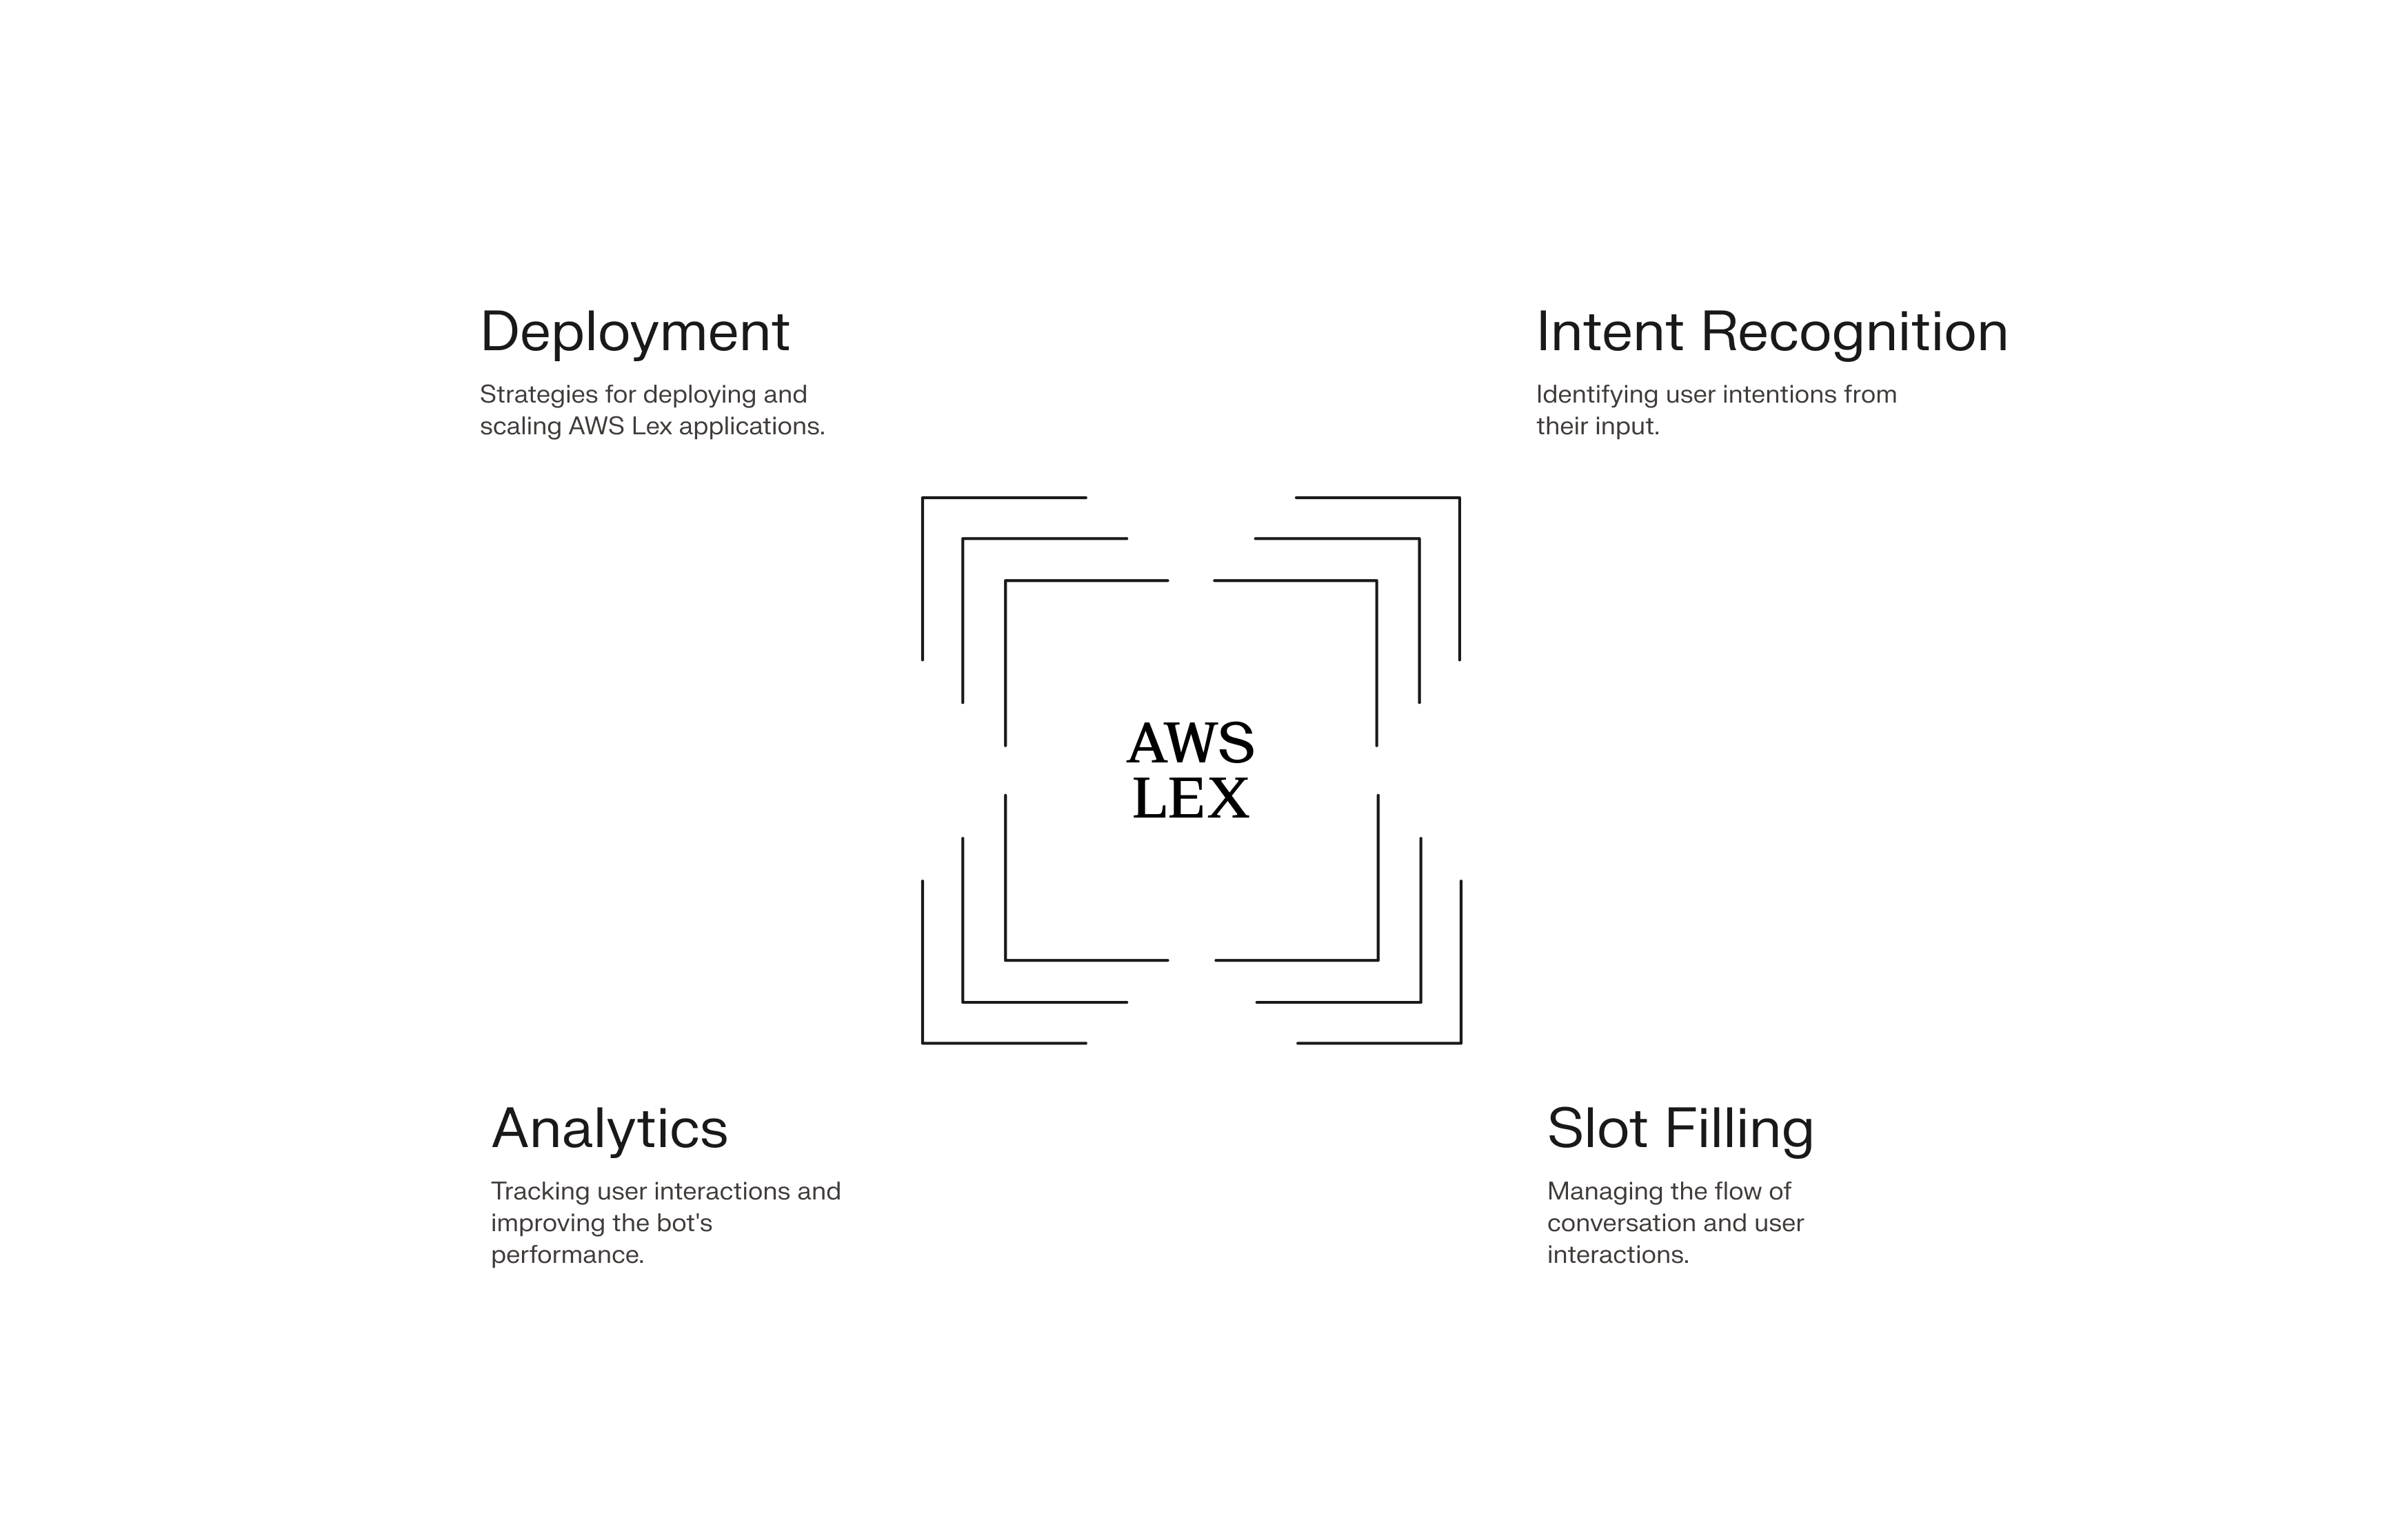 Deployment
Strategies for deploying and
scaling AWS Lex applications.
Intent Recognition
Identifying user intentions from
their input.
AWS
LEX
Analytics
Tracking user interactions and
improving the bot's
performance.
Slot Filling
Managing the flow of
conversation and user
interactions.